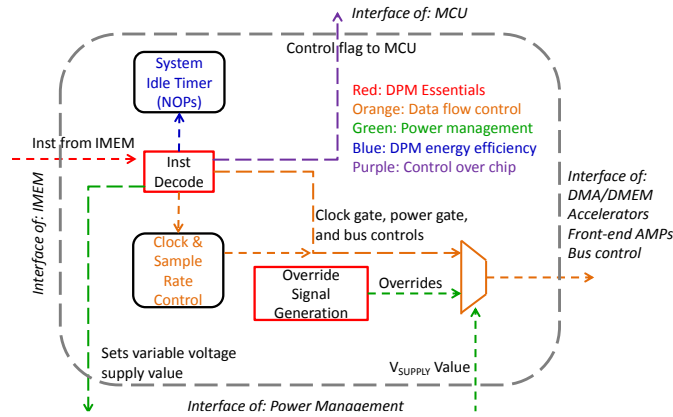 Interface of: MCU
Control flag to MCU
System
Idle Timer
(NOPs)
Red: DPM Essentials
Orange: Data flow control
Green: Power management
Blue: DPM energy efficiency
Purple: Control over chip
Inst from IMEM
Inst
Decode
Interface of: IMEM
Interface of:
DMA/DMEM
Accelerators
Front-end AMPs
Bus control
Clock gate, power gate,
and bus controls
Clock &
Sample
Rate
Control
Override
Signal
Generation
Overrides
Sets variable voltage
supply value
VSUPPLY Value
Interface of: Power Management